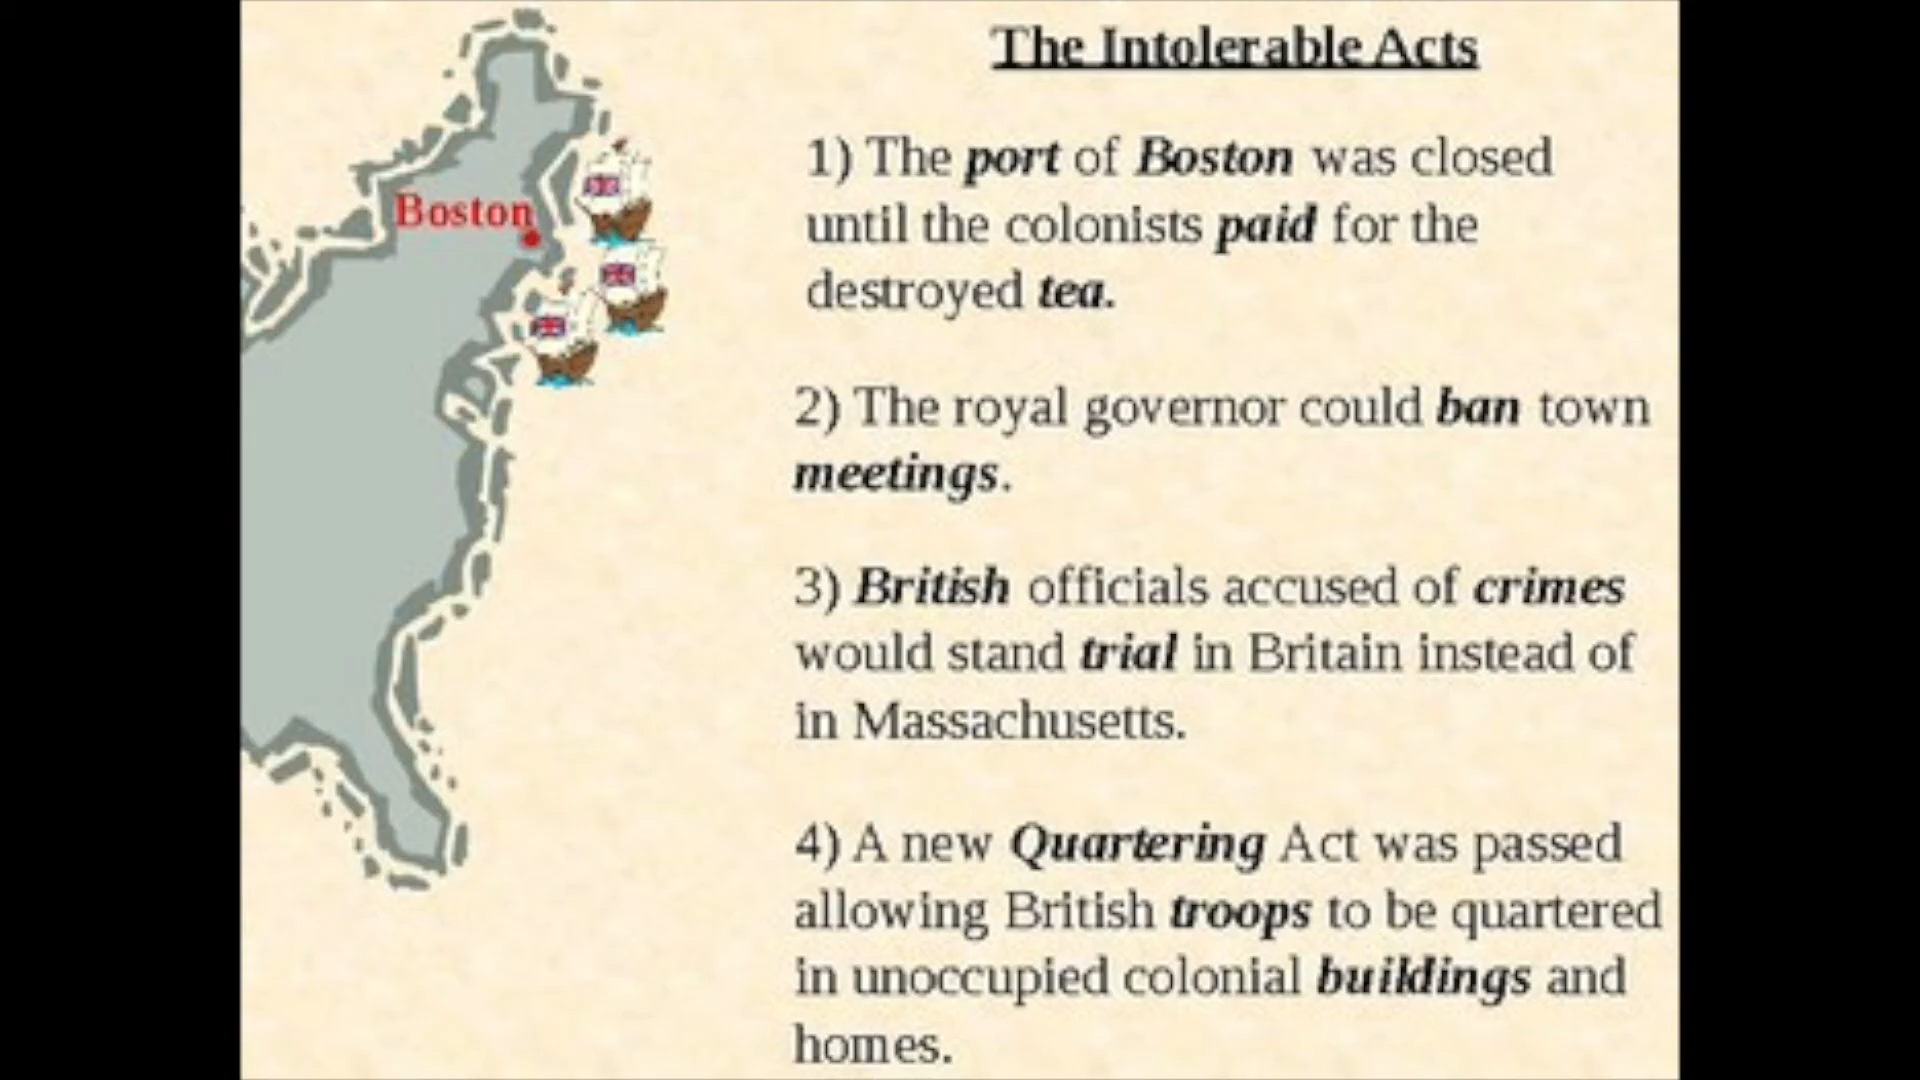 The Intolerable Acts
Boston
1) The port of Boston was closed
until the colonists paid for the
destroyed tea.
2) The royal governor could ban town
meetings.
3) British officials accused of crimes
would stand trial in Britain instead of
in Massachusetts.
4) A new Quartering Act was passed
allowing British troops to be quartered
in unoccupied colonial buildings and
homes.